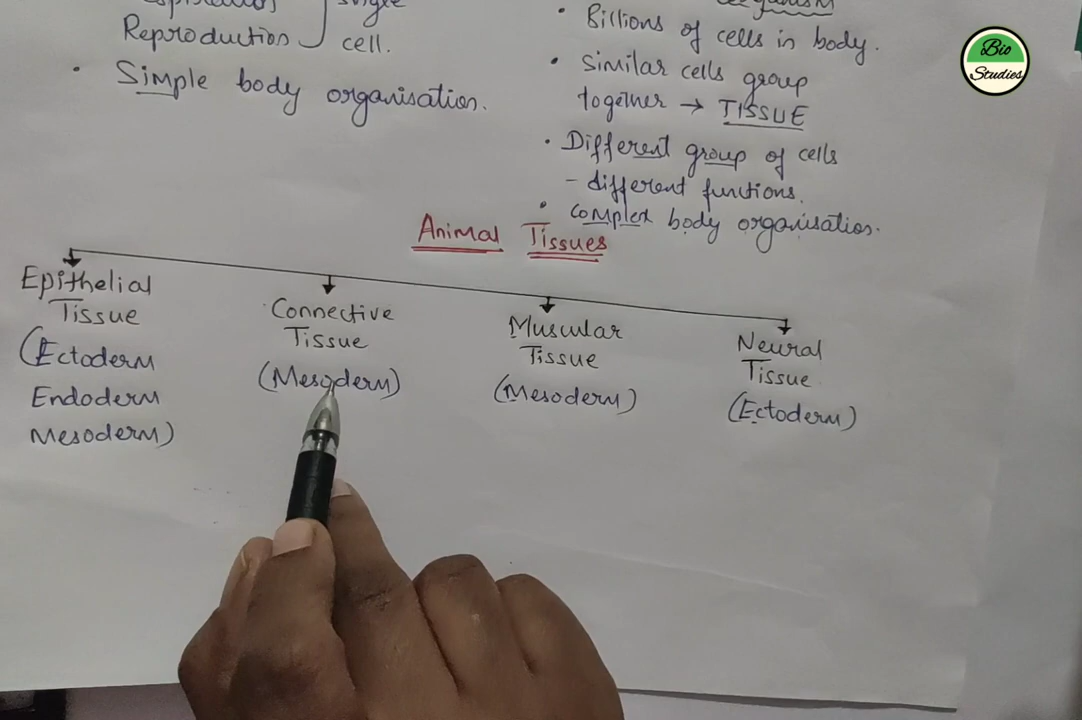 Reproduction
cell.
• Simple body organisation.
• Billions of cells in body.
• Similar cells group
together → TISSUE
• Different group of cells
- different functions.
• Complex body organisation.
Bio
Studies
Animal Tissues
Epithelial
Tissue
(Ectoderm
Endoderm
Mesoderm)
Connective
Tissue
(Mesoderm)
Muscular
Tissue
(Mesoderm)
Neural
Tissue
(Ectoderm)